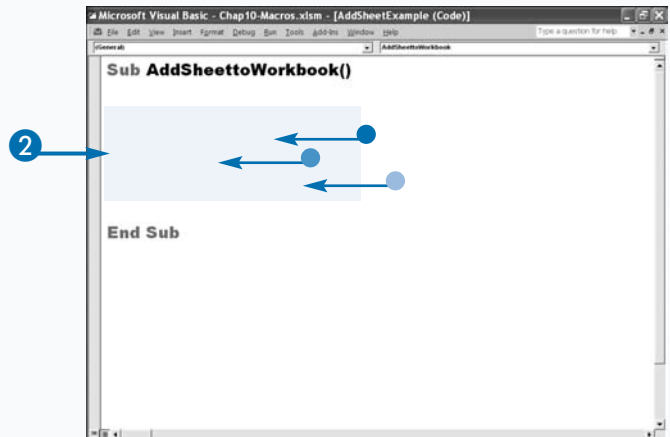 Microsoft Visual Basic - Chap10-Macros.xlsm - [AddSheetExample (Code)]
File Edit View Insert Format Debug Run Tools Add-Ins Window Help Type a question for help
(General) AddSheettoWorkbook
Sub AddSheettoWorkbook()
2
End Sub